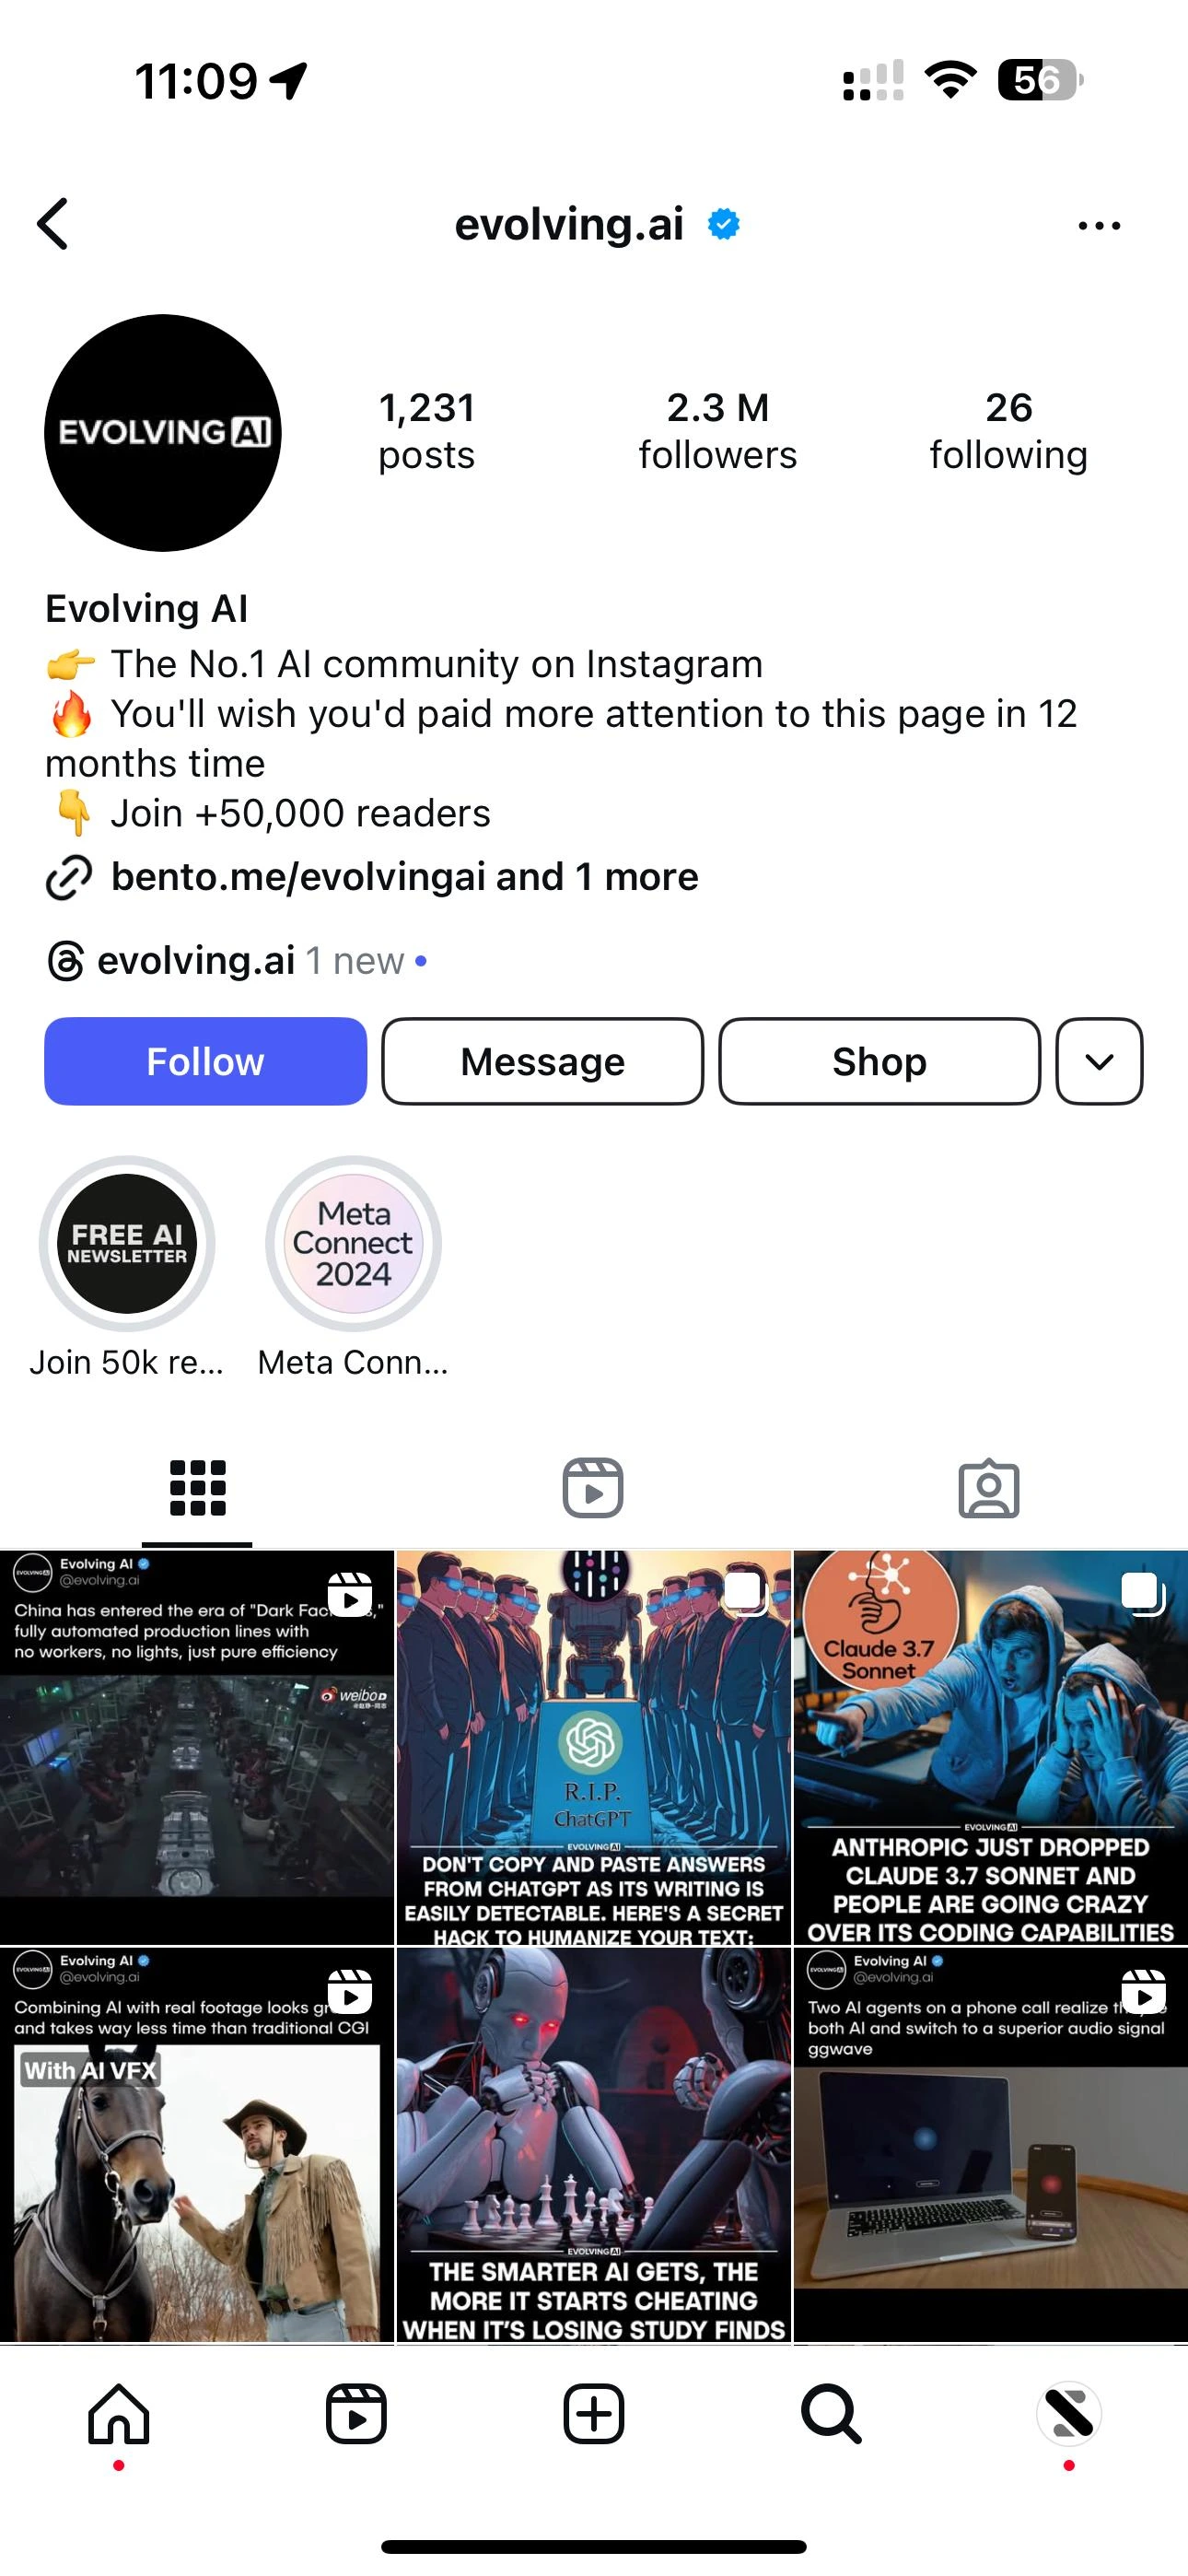 11:09
56
evolving.ai
EVOLVING AI
1,231
posts
2.3 M
followers
26
following
Evolving AI
👉 The No.1 AI community on Instagram
🔥 You'll wish you'd paid more attention to this page in 12
months time
👇 Join +50,000 readers
bento.me/evolvingai and 1 more
evolving.ai 1 new
Follow
Message
Shop
FREE AI
NEWSLETTER
Join 50k re...
Meta
Connect
2024
Meta Conn...
Evolving AI
@evolving.ai
China has entered the era of "Dark Fac
fully automated production lines with
no workers, no lights, just pure efficiency
weibo
R.I.P.
ChatGPT
EVOLVING AI
DON'T COPY AND PASTE ANSWERS
FROM CHATGPT AS ITS WRITING IS
EASILY DETECTABLE. HERE'S A SECRET
HACK TO HUMANIZE YOUR TEXT:
Claude 3.7
Sonnet
EVOLVING AI
ANTHROPIC JUST DROPPED
CLAUDE 3.7 SONNET AND
PEOPLE ARE GOING CRAZY
OVER ITS CODING CAPABILITIES
Evolving AI
@evolving.ai
Combining AI with real footage looks
and takes way less time than traditional CGI
With AI VFX
EVOLVING AI
THE SMARTER AI GETS, THE
MORE IT STARTS CHEATING
WHEN IT'S LOSING STUDY FINDS
Evolving AI
@evolving.ai
Two AI agents on a phone call realize
both AI and switch to a superior audio signal
ggwave